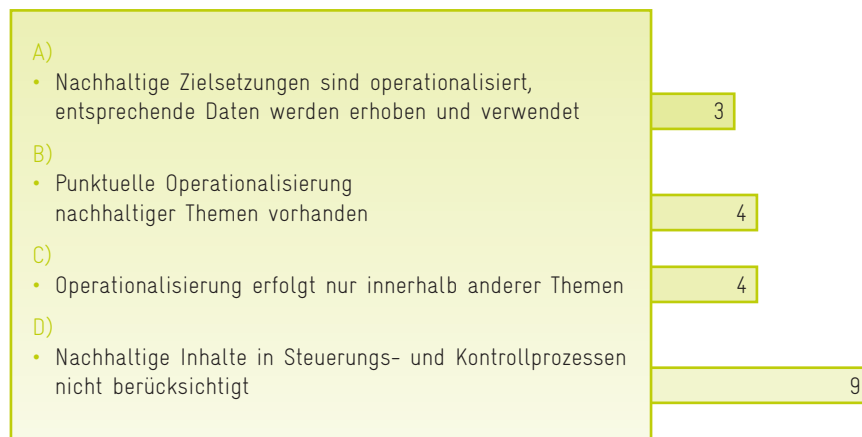 A)
• Nachhaltige Zielsetzungen sind operationalisiert,
entsprechende Daten werden erhoben und verwendet
3
B)
• Punktuelle Operationalisierung
nachhaltiger Themen vorhanden
4
C)
• Operationalisierung erfolgt nur innerhalb anderer Themen
4
D)
• Nachhaltige Inhalte in Steuerungs- und Kontrollprozessen
nicht berücksichtigt
9